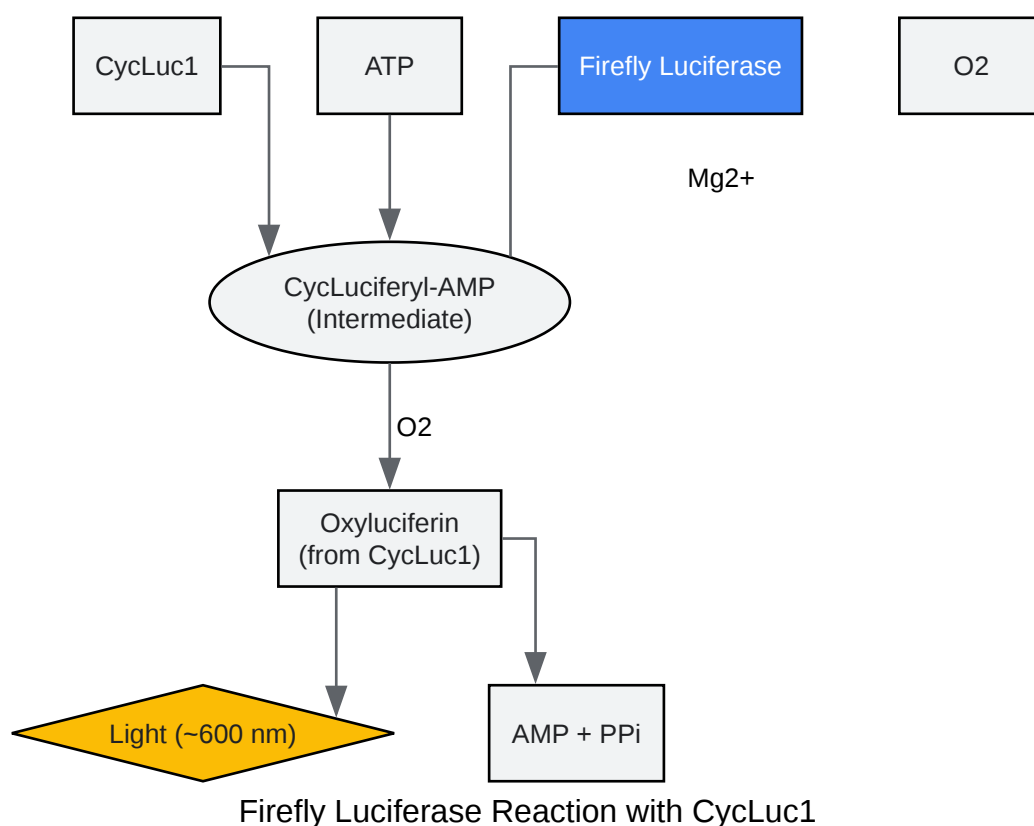 CycLuc1
ATP
Firefly Luciferase
O2
Mg2+
CycLuciferyl-AMP
(Intermediate)
O2
Oxyluciferin
(from CycLuc1)
Light (~600 nm)
AMP + PPi
Firefly Luciferase Reaction with CycLuc1